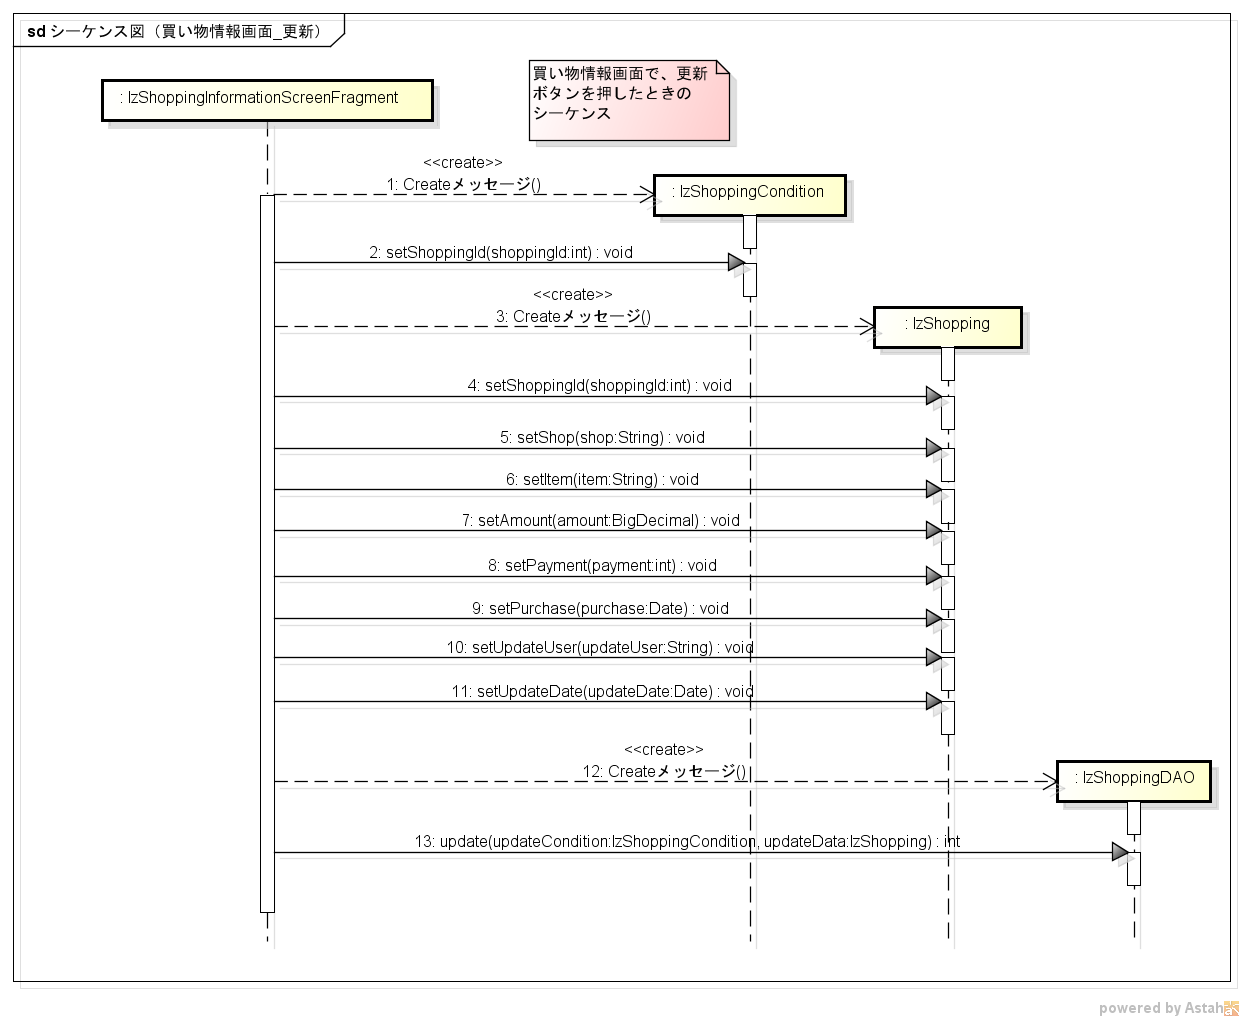 sd シーケンス図（買い物情報画面_更新）
買い物情報画面で、更新
ボタンを押したときの
シーケンス
: IzShoppingInformationScreenFragment
<<create>>
1: Createメッセージ()
: IzShoppingCondition
2: setShoppingId(shoppingId:int) : void
<<create>>
3: Createメッセージ()
: IzShopping
4: setShoppingId(shoppingId:int) : void
5: setShop(shop:String) : void
6: setItem(item:String) : void
7: setAmount(amount:BigDecimal) : void
8: setPayment(payment:int) : void
9: setPurchase(purchase:Date) : void
10: setUpdateUser(updateUser:String) : void
11: setUpdateDate(updateDate:Date) : void
<<create>>
12: Createメッセージ()
: IzShoppingDAO
13: update(updateCondition:IzShoppingCondition, updateData:IzShopping) : int
powered by Astah